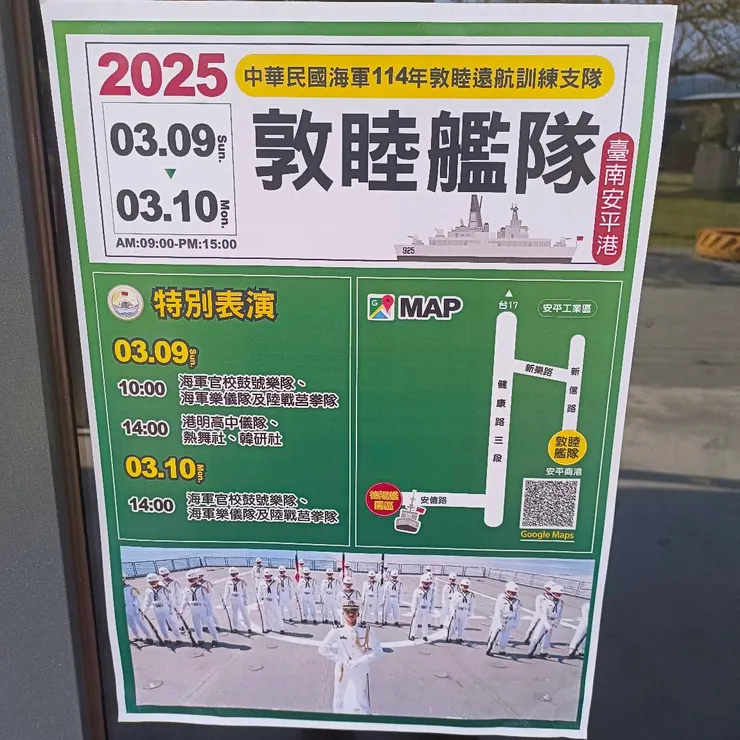 2025
中華民國海軍114年敦睦遠航訓練支隊
03.09 Sun.
03.10 Mon.
AM:09:00-PM:15:00
敦睦艦隊
臺南安平港
925
特別表演
03.09 Sun.
10:00 海軍官校鼓號樂隊、
海軍樂儀隊及陸戰莒拳隊
14:00 港明高中儀隊、
熱舞社、韓研社
03.10 Mon.
14:00 海軍官校鼓號樂隊、
海軍樂儀隊及陸戰莒拳隊
G
MAP
台17
安平工業區
新樂路
新信路
健康路三段
敦睦
艦隊
安平商港
德陽艦
園區
安億路
Google Maps